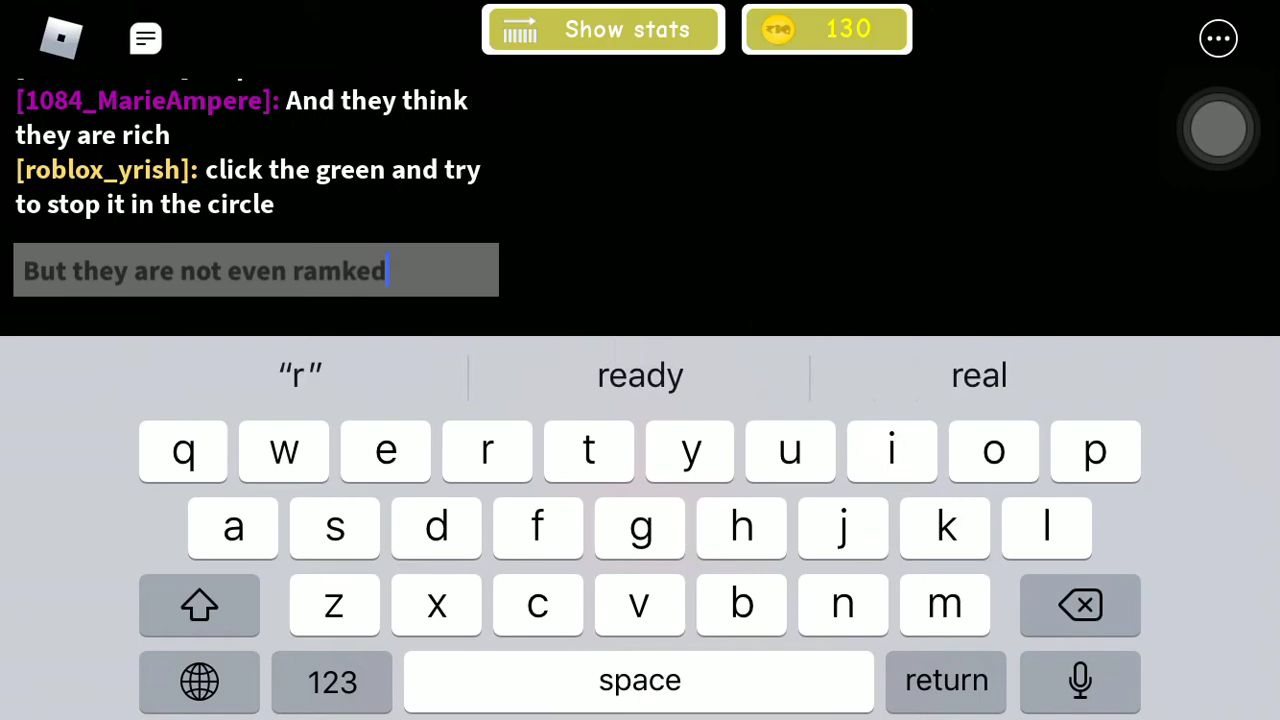 Show stats
130
[1084_MarieAmpere]: And they think
they are rich
[roblox_yrish]: click the green and try
to stop it in the circle
But they are not even ramked
“r”
ready
real
q w e r t y u i o p
a s d f g h j k l
z x c v b n m
123
space
return